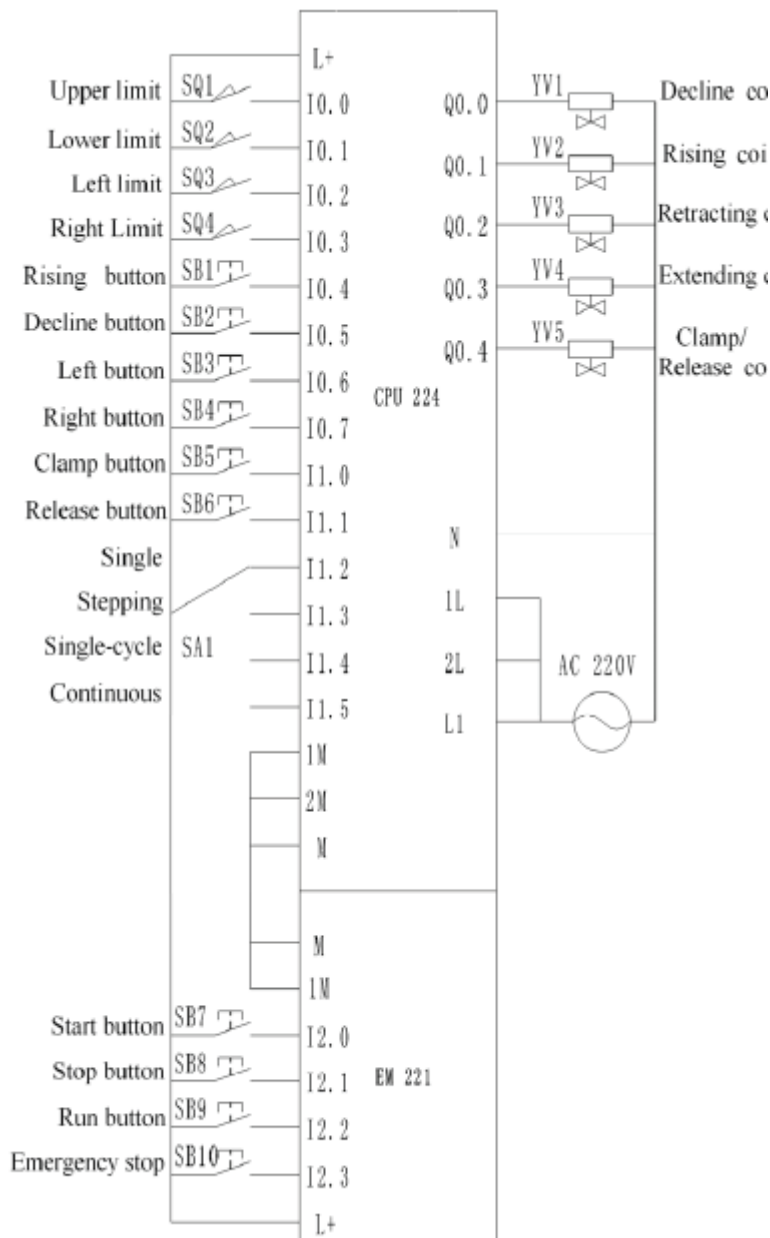 L+
Upper limit SQ1 I0.0 Q0.0 YV1 Decline co
Lower limit SQ2 I0.1 Q0.1 YV2 Rising coi
Left limit SQ3 I0.2 Q0.2 YV3 Retracting c
Right Limit SQ4 I0.3 Q0.3 YV4 Extending c
Rising button SB1 I0.4 Q0.4 YV5 Clamp/
Release co
Decline button SB2 I0.5
Left button SB3 I0.6
CPU 224
Right button SB4 I0.7
Clamp button SB5 I1.0
Release button SB6 I1.1
N
Single I1.2
Stepping I1.3 1L
Single-cycle SA1 I1.4 2L AC 220V
Continuous I1.5 L1
1M
2M
M
M
1M
Start button SB7 I2.0
Stop button SB8 I2.1 EM 221
Run button SB9 I2.2
Emergency stop SB10 I2.3
L+